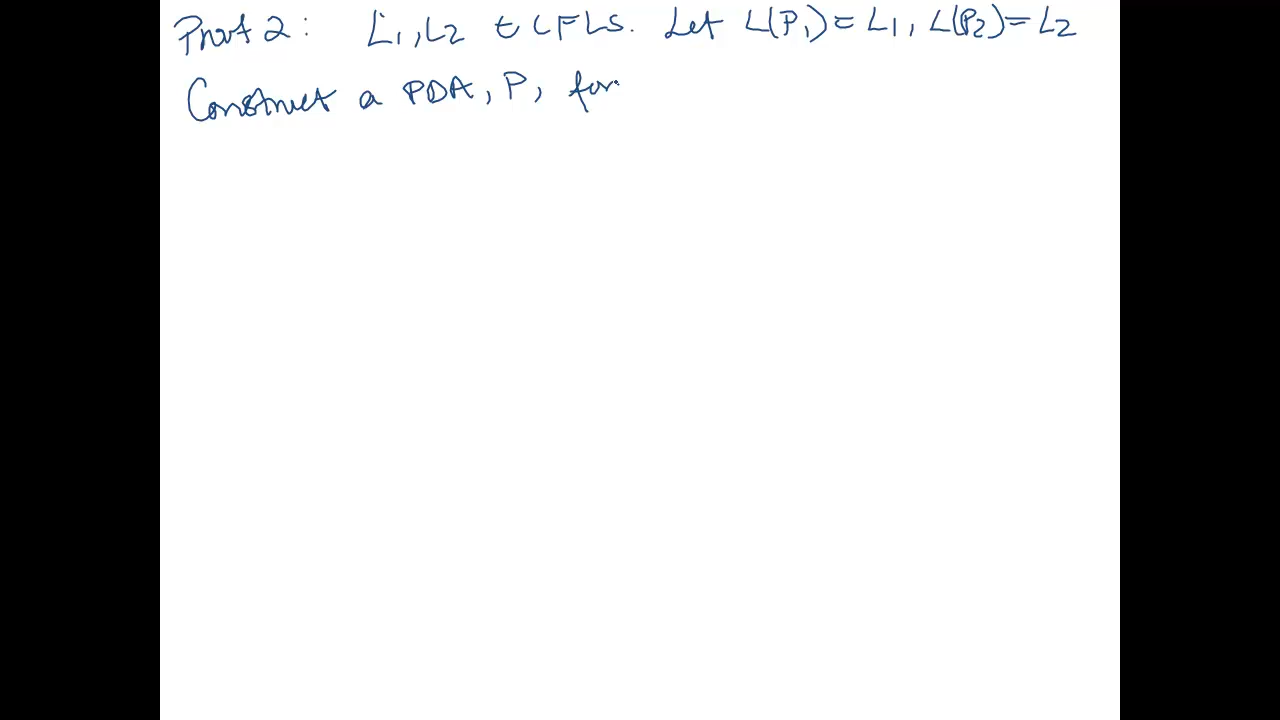 Proof 2: L1, L2 ∈ CFLS. Let L(P1) = L1, L(P2) = L2
Construct a PDA, P, for